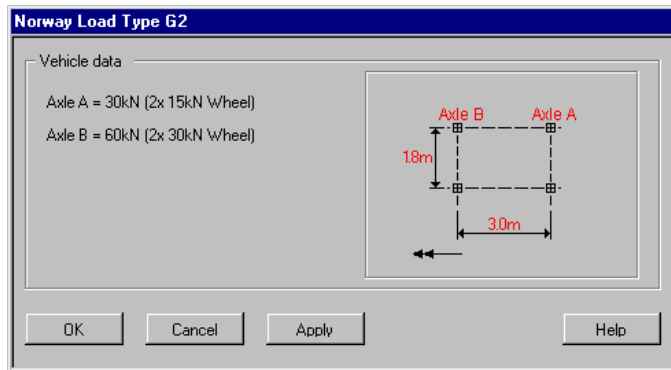 Norway Load Type G2
Vehicle data
Axle A = 30kN (2x 15kN Wheel)
Axle B = 60kN (2x 30kN Wheel)
Axle B Axle A
1.8m
3.0m
OK Cancel Apply Help